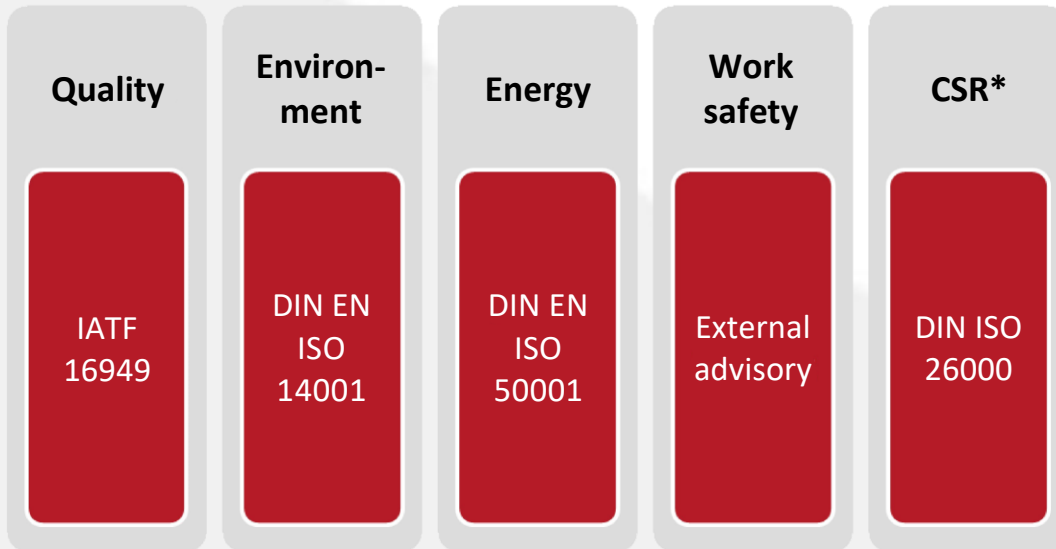 Quality
IATF
16949
Environ-
ment
DIN EN
ISO
14001
Energy
DIN EN
ISO
50001
Work
safety
External
advisory
CSR*
DIN ISO
26000